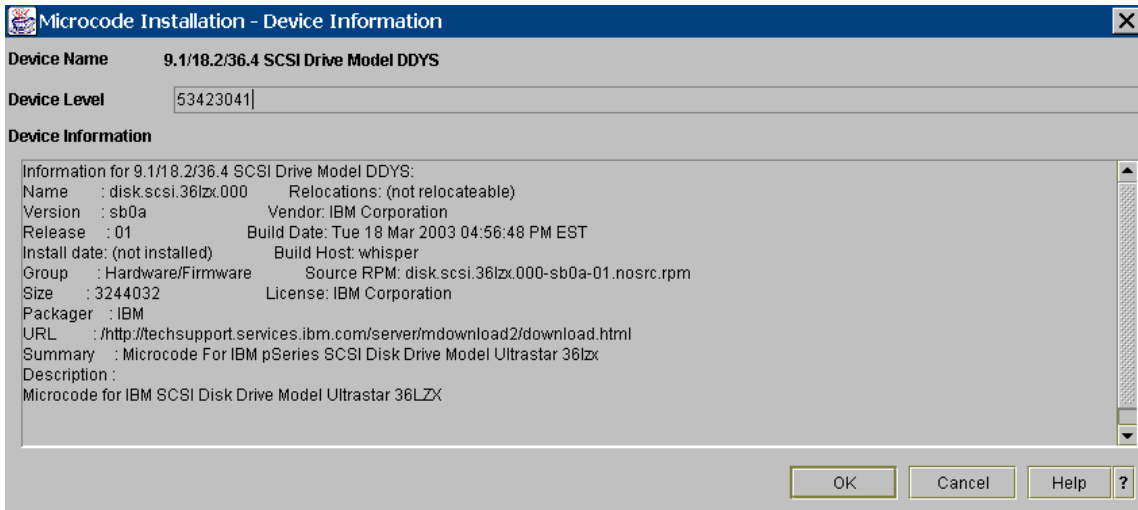 Microcode Installation - Device Information
Device Name 9.1/18.2/36.4 SCSI Drive Model DDYS
Device Level 53423041
Device Information
Information for 9.1/18.2/36.4 SCSI Drive Model DDYS:
Name : disk.scsi.36lzx.000 Relocations: (not relocateable)
Version : sb0a Vendor: IBM Corporation
Release : 01 Build Date: Tue 18 Mar 2003 04:56:48 PM EST
Install date: (not installed) Build Host: whisper
Group : Hardware/Firmware Source RPM: disk.scsi.36lzx.000-sb0a-01.nosrc.rpm
Size : 3244032 License: IBM Corporation
Packager : IBM
URL : /http://techsupport.services.ibm.com/server/mdownload2/download.html
Summary : Microcode For IBM pSeries SCSI Disk Drive Model Ultrastar 36lzx
Description :
Microcode for IBM SCSI Disk Drive Model Ultrastar 36LZX
OK Cancel Help ?